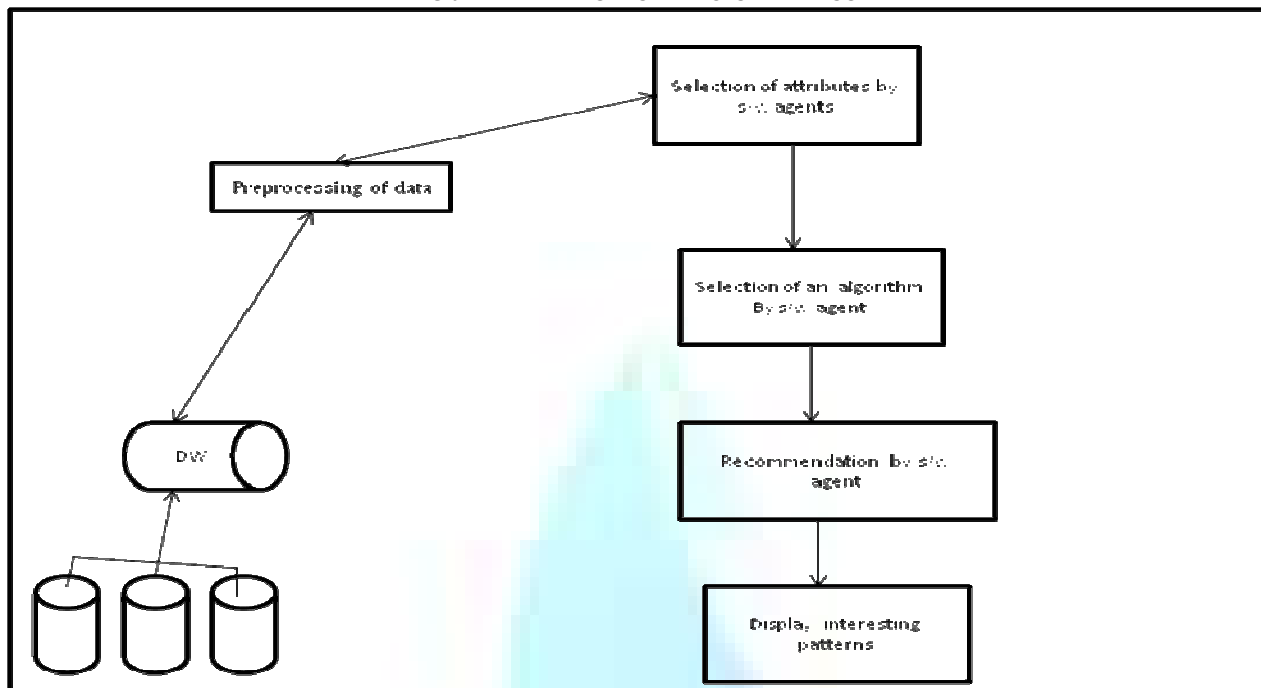 Selection of attributes by
s/w. agents
Preprocessing of data
Selection of an algorithm
By s/w. agent
DW
Recommendation by s/w.
agent
Display interesting
patterns